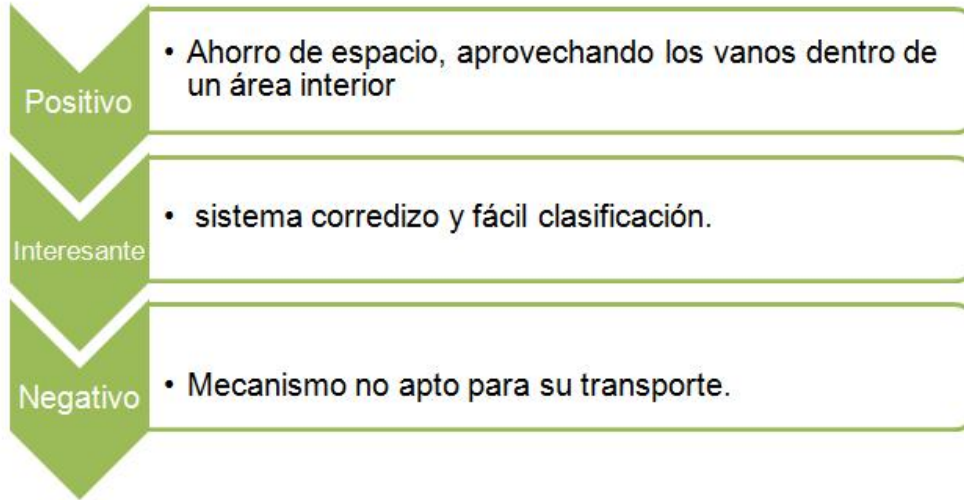 Positivo
• Ahorro de espacio, aprovechando los vanos dentro de
un área interior
Interesante
• sistema corredizo y fácil clasificación.
Negativo
• Mecanismo no apto para su transporte.